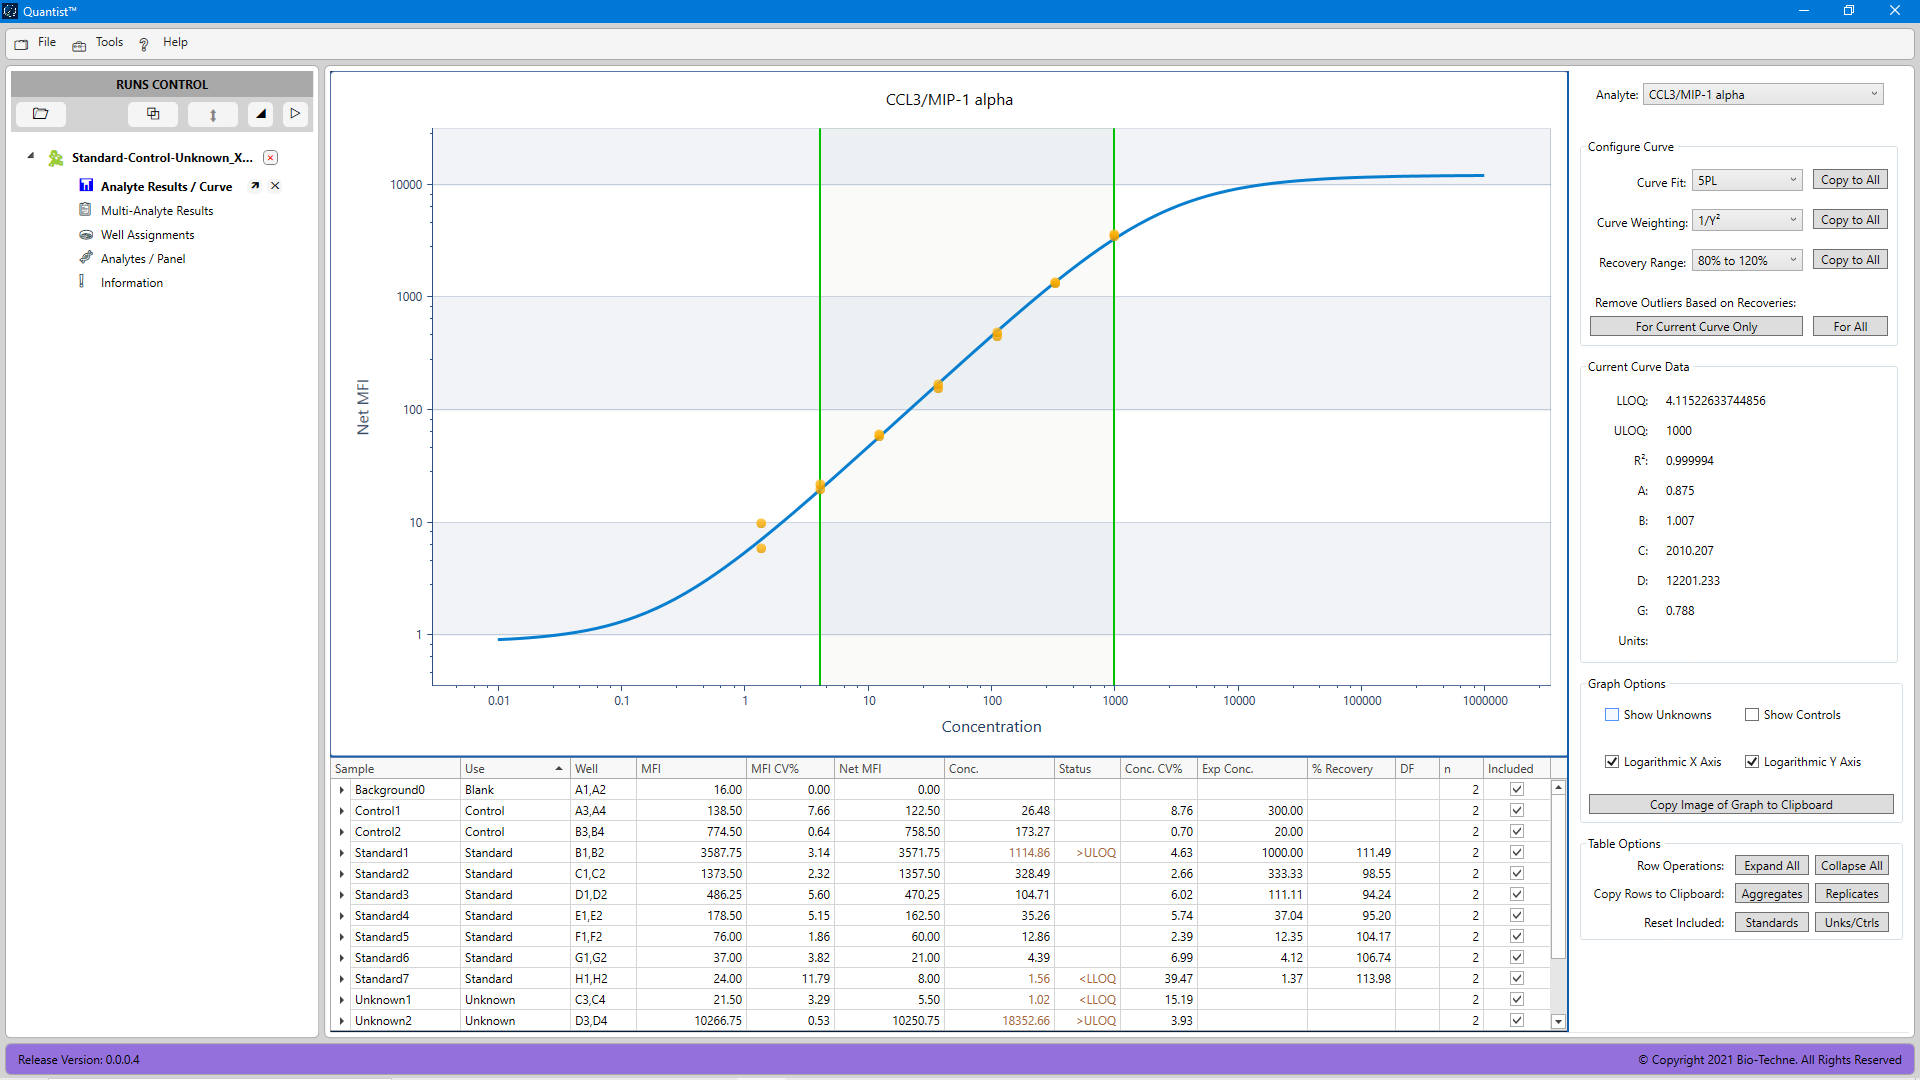 Quantist™
File Tools Help
RUNS CONTROL
Standard-Control-Unknown_X...
Analyte Results / Curve
Multi-Analyte Results
Well Assignments
Analytes / Panel
Information
CCL3/MIP-1 alpha
10000
1000
100
10
1
Net MFI
0.01 0.1 1 10 100 1000 10000 100000 1000000
Concentration
Sample Use Well MFI MFI CV% Net MFI Conc. Status Conc. CV% Exp Conc. % Recovery DF n Included
Background0 Blank A1,A2 16.00 0.00 0.00 2
Control1 Control A3,A4 138.50 7.66 122.50 26.48 8.76 300.00 2
Control2 Control B3,B4 774.50 0.64 758.50 173.27 0.70 20.00 2
Standard1 Standard B1,B2 3587.75 3.14 3571.75 1114.86 >ULOQ 4.63 1000.00 111.49 2
Standard2 Standard C1,C2 1373.50 2.32 1357.50 328.49 2.66 333.33 98.55 2
Standard3 Standard D1,D2 486.25 5.60 470.25 104.71 6.02 111.11 94.24 2
Standard4 Standard E1,E2 178.50 5.15 162.50 35.26 5.74 37.04 95.20 2
Standard5 Standard F1,F2 76.00 1.86 60.00 12.86 2.39 12.35 104.17 2
Standard6 Standard G1,G2 37.00 3.82 21.00 4.39 6.99 4.12 106.74 2
Standard7 Standard H1,H2 24.00 11.79 8.00 1.56 <LLOQ 39.47 1.37 113.98 2
Unknown1 Unknown C3,C4 21.50 3.29 5.50 1.02 <LLOQ 15.19 2
Unknown2 Unknown D3,D4 10266.75 0.53 10250.75 18352.66 >ULOQ 3.93 2
Analyte: CCL3/MIP-1 alpha
Configure Curve
Curve Fit: 5PL Copy to All
Curve Weighting: 1/Y² Copy to All
Recovery Range: 80% to 120% Copy to All
Remove Outliers Based on Recoveries:
For Current Curve Only For All
Current Curve Data
LLOQ: 4.11522633744856
ULOQ: 1000
R²: 0.999994
A: 0.875
B: 1.007
C: 2010.207
D: 12201.233
G: 0.788
Units:
Graph Options
Show Unknowns Show Controls
Logarithmic X Axis Logarithmic Y Axis
Copy Image of Graph to Clipboard
Table Options
Row Operations: Expand All Collapse All
Copy Rows to Clipboard: Aggregates Replicates
Reset Included: Standards Unks/Ctrls
Release Version: 0.0.0.4
© Copyright 2021 Bio-Techne. All Rights Reserved